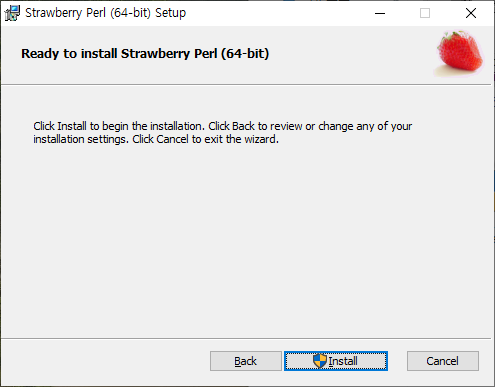 Strawberry Perl (64-bit) Setup
Ready to install Strawberry Perl (64-bit)
Click Install to begin the installation. Click Back to review or change any of your
installation settings. Click Cancel to exit the wizard.
Back Install Cancel